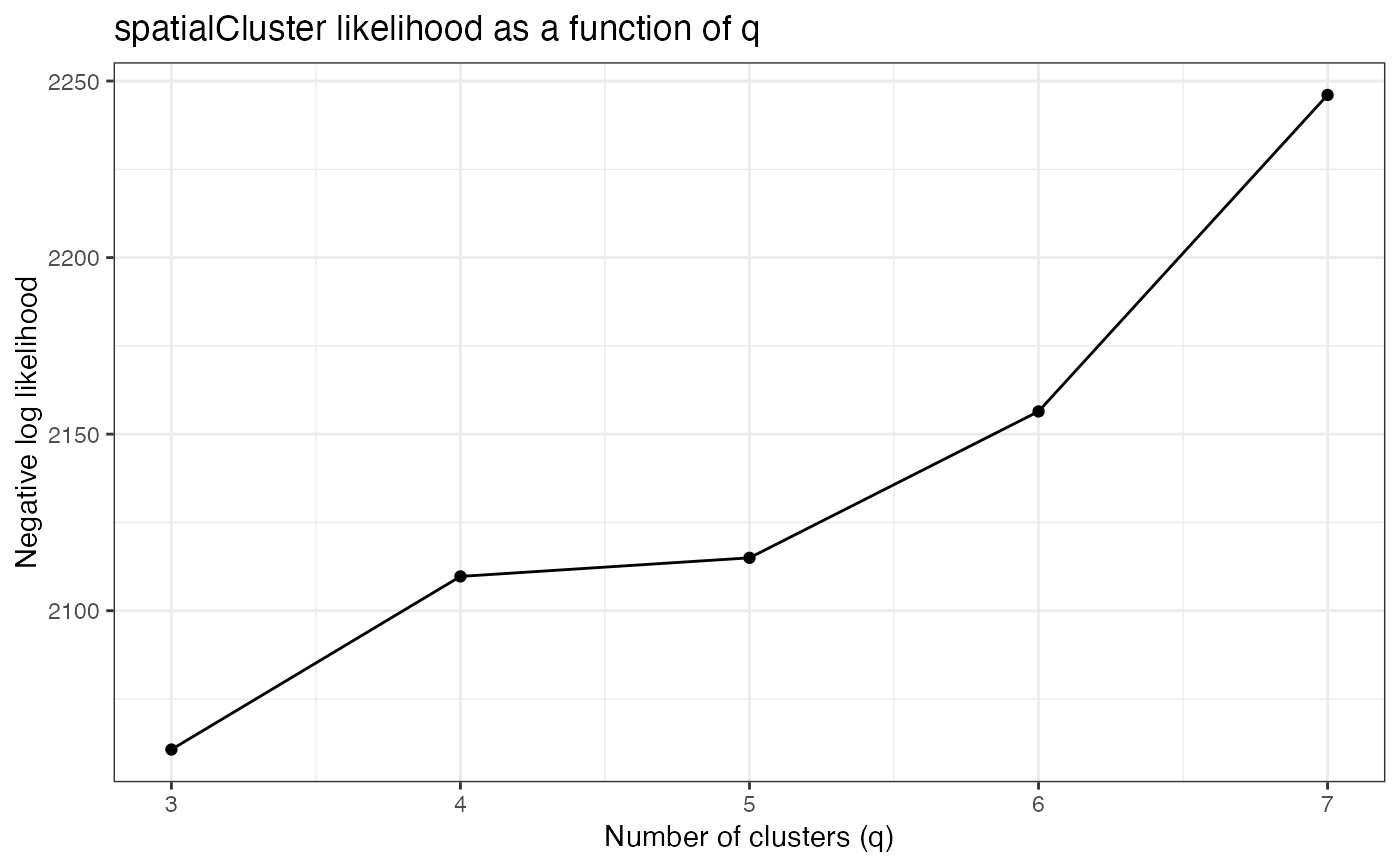 spatialCluster likelihood as a function of q
Negative log likelihood
2250
2200
2150
2100
3 4 5 6 7
Number of clusters (q)